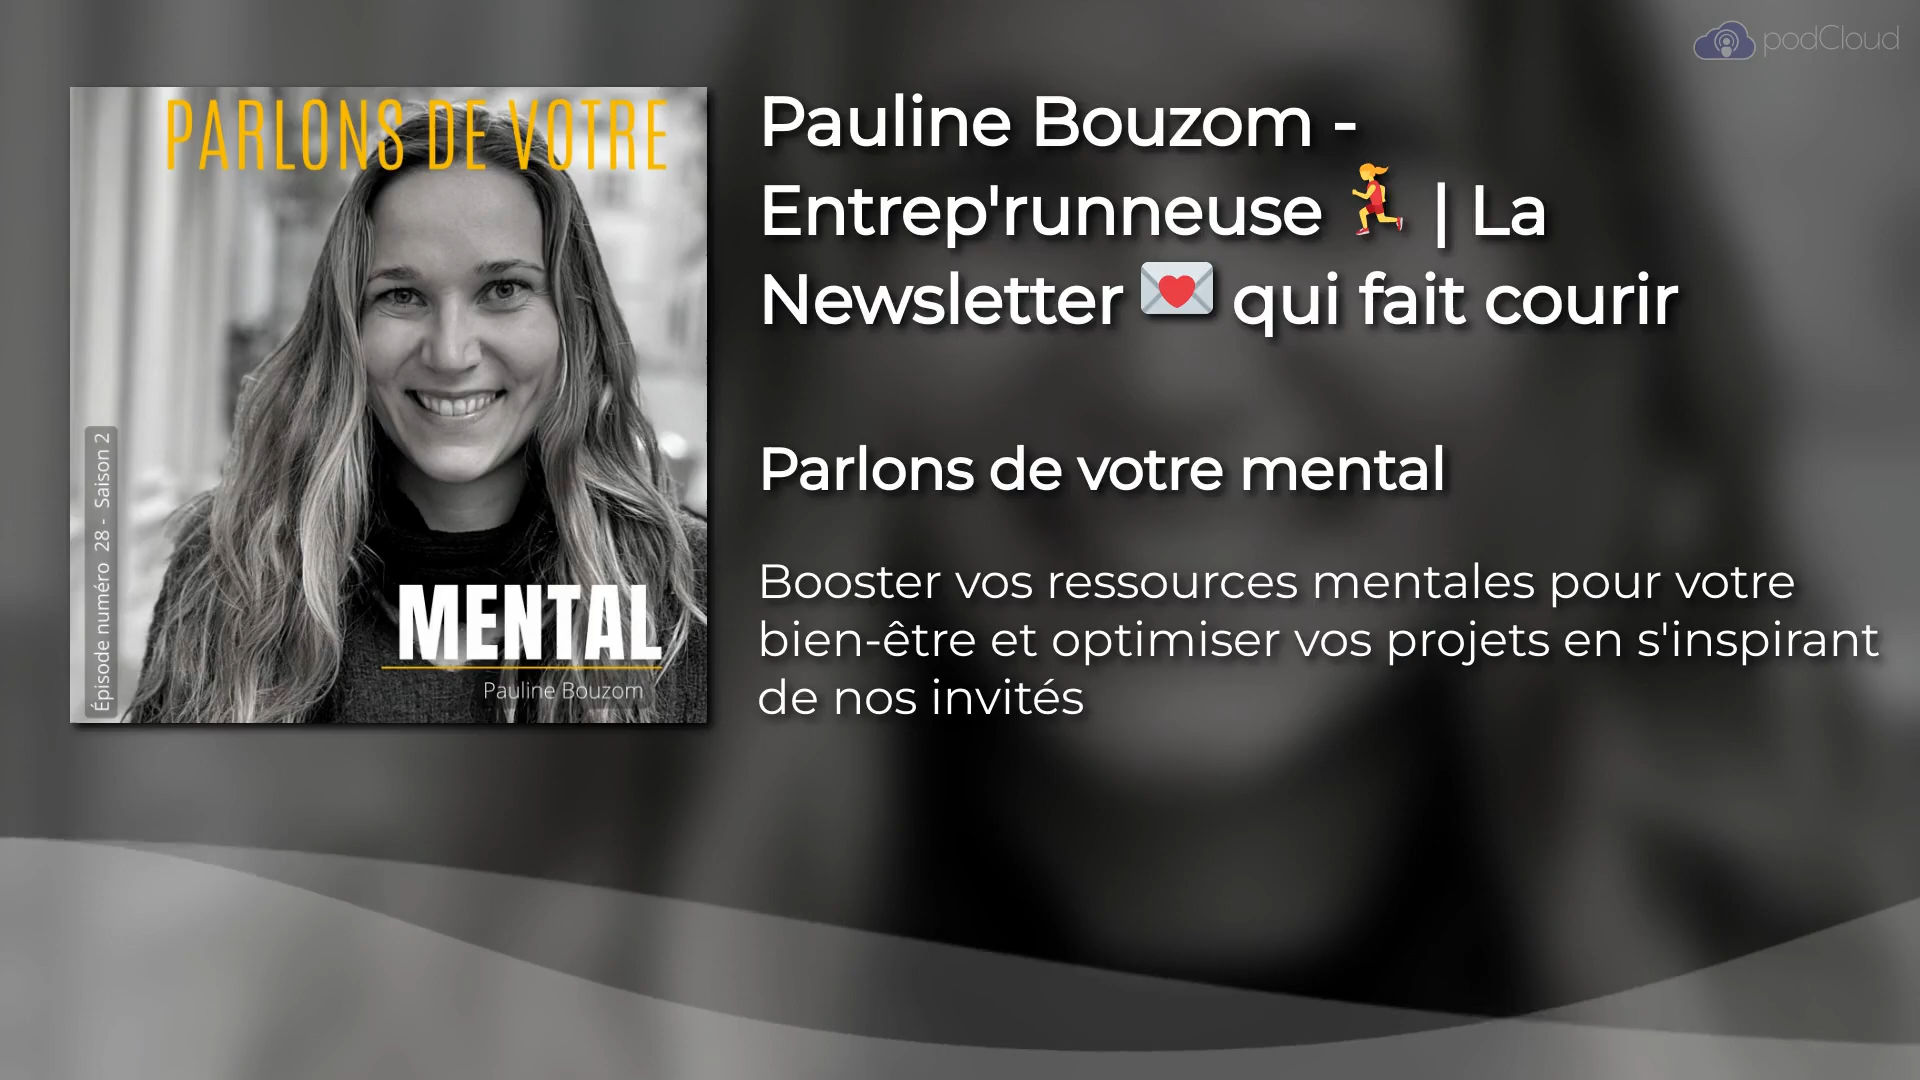 podCloud
PARLONS DE VOTRE
MENTAL
Pauline Bouzom
Épisode numéro 28 - Saison 2
Pauline Bouzom -
Entrep'runneuse 🏃‍♀️ | La
Newsletter 💌 qui fait courir
Parlons de votre mental
Booster vos ressources mentales pour votre
bien-être et optimiser vos projets en s'inspirant
de nos invités